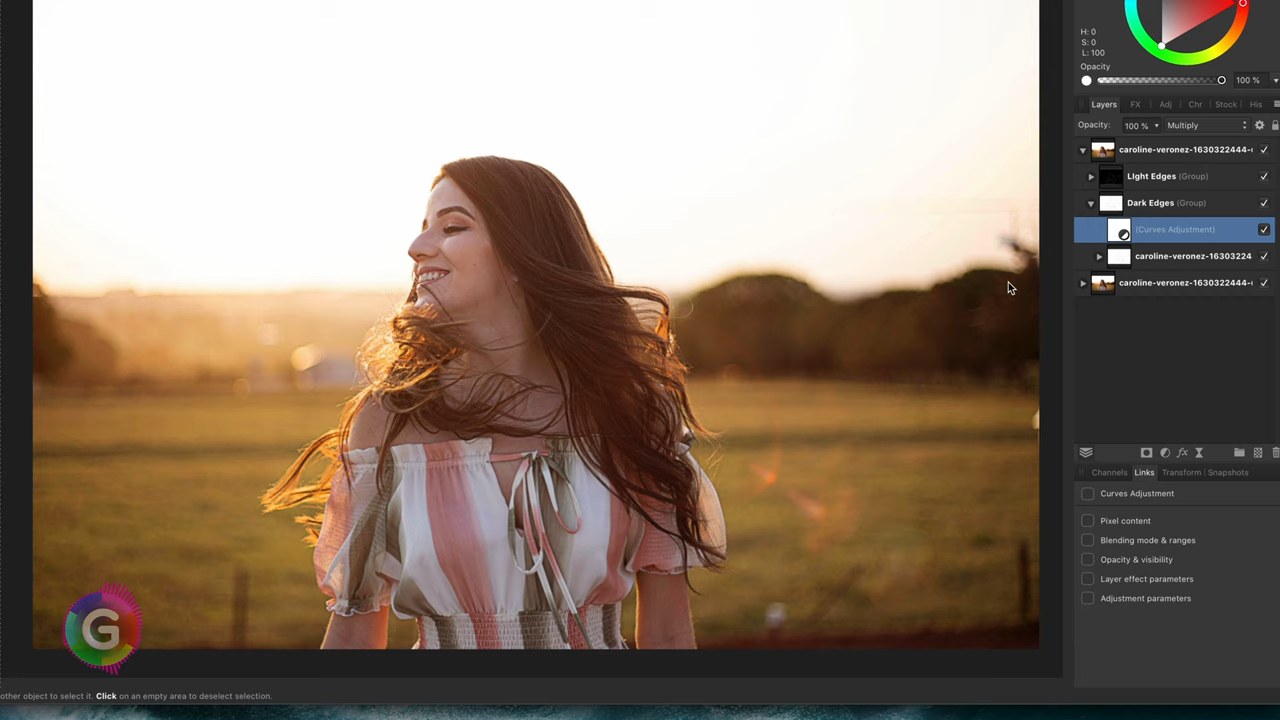 H: 0
S: 0
L: 100
Opacity
100 %
Layers FX Adj Chr Stock His
Opacity: 100 % Multiply
caroline-veronez-1630322444-
LIght Edges (Group)
Dark Edges (Group)
(Curves Adjustment)
caroline-veronez-16303224
caroline-veronez-1630322444-
fx
Channels Links Transform Snapshots
Curves Adjustment
Pixel content
Blending mode & ranges
Opacity & visibility
Layer effect parameters
Adjustment parameters
G
other object to select it. Click on an empty area to deselect selection.